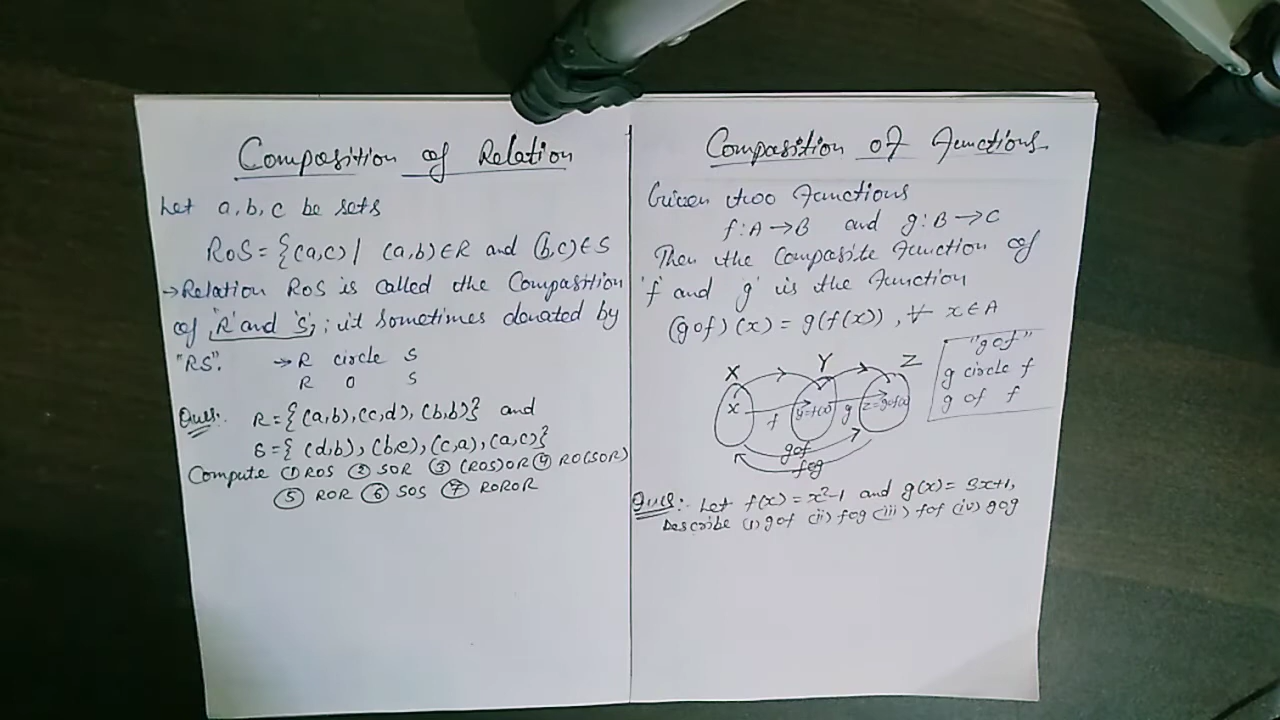 Composition of Relation
Let a,b,c be sets
RoS = {(a,c) | (a,b)∈R and (b,c)∈S
→Relation RoS is called the Composition
of 'R' and 'S'; it sometimes donated by
"RS". → R circle S
R O S
Ques:. R = {(a,b),(c,d),(b,b)} and
S = {(d,b),(b,e),(c,a),(a,c)}
Compute ① ROS ② SOR ③ (ROS)OR ④ RO(SOR)
⑤ ROR ⑥ SOS ⑦ ROROR
Composition of Functions.
Given two Functions
f:A→B and g:B→C
Then the Composite Function of
'f' and 'g' is the Function
(gof)(x) = g(f(x)), ∀ x∈A
"gof"
g circle f
g of f
X Y Z
x y=f(x) z=gof(x)
f g
gof
fog
Ques:. Let f(x) = x²-1 and g(x) = 3x+1,
Describe (i) gof (ii) fog (iii) fof (iv) gog